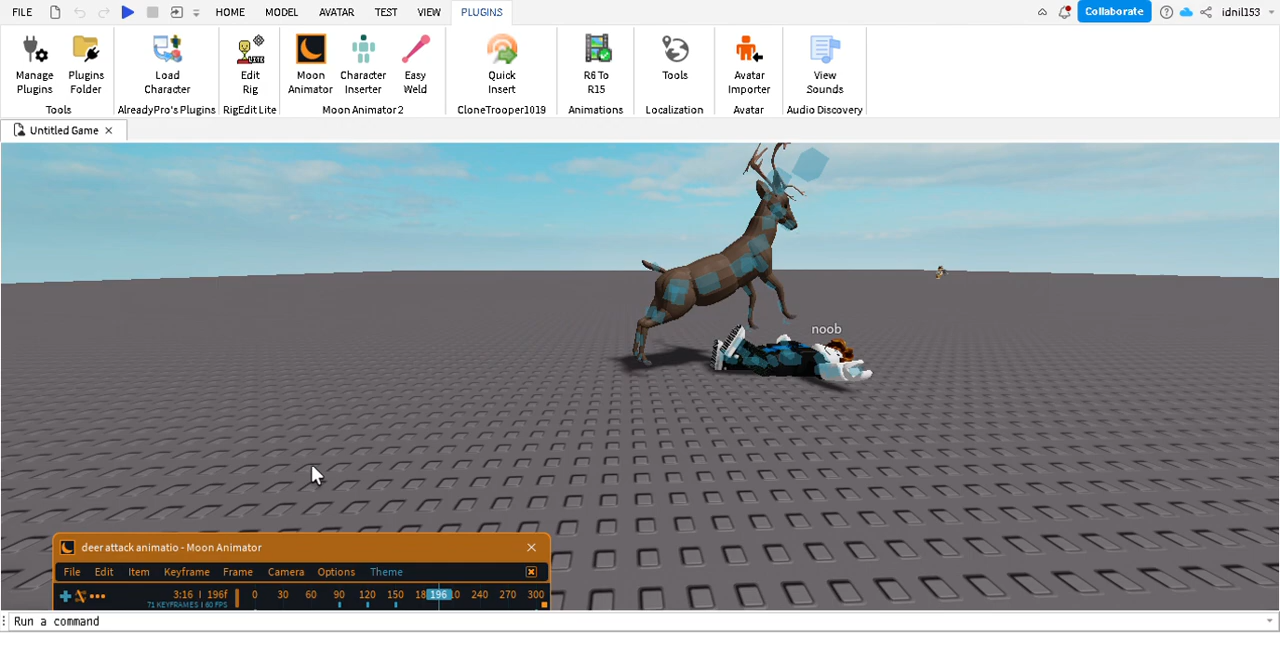 FILE HOME MODEL AVATAR TEST VIEW PLUGINS Collaborate idnil153
Manage Plugins Plugins Folder Load Character Edit Rig Moon Animator Character Inserter Easy Weld Quick Insert R6 To R15 Tools Avatar Importer View Sounds
Tools AlreadyPro's Plugins RigEdit Lite Moon Animator 2 CloneTrooper1019 Animations Localization Avatar Audio Discovery
Untitled Game
noob
deer attack animatio - Moon Animator
File Edit Item Keyframe Frame Camera Options Theme
3:16 | 196f 0 30 60 90 120 150 18 196 0 240 270 300
71 KEYFRAMES | 60 FPS
Run a command